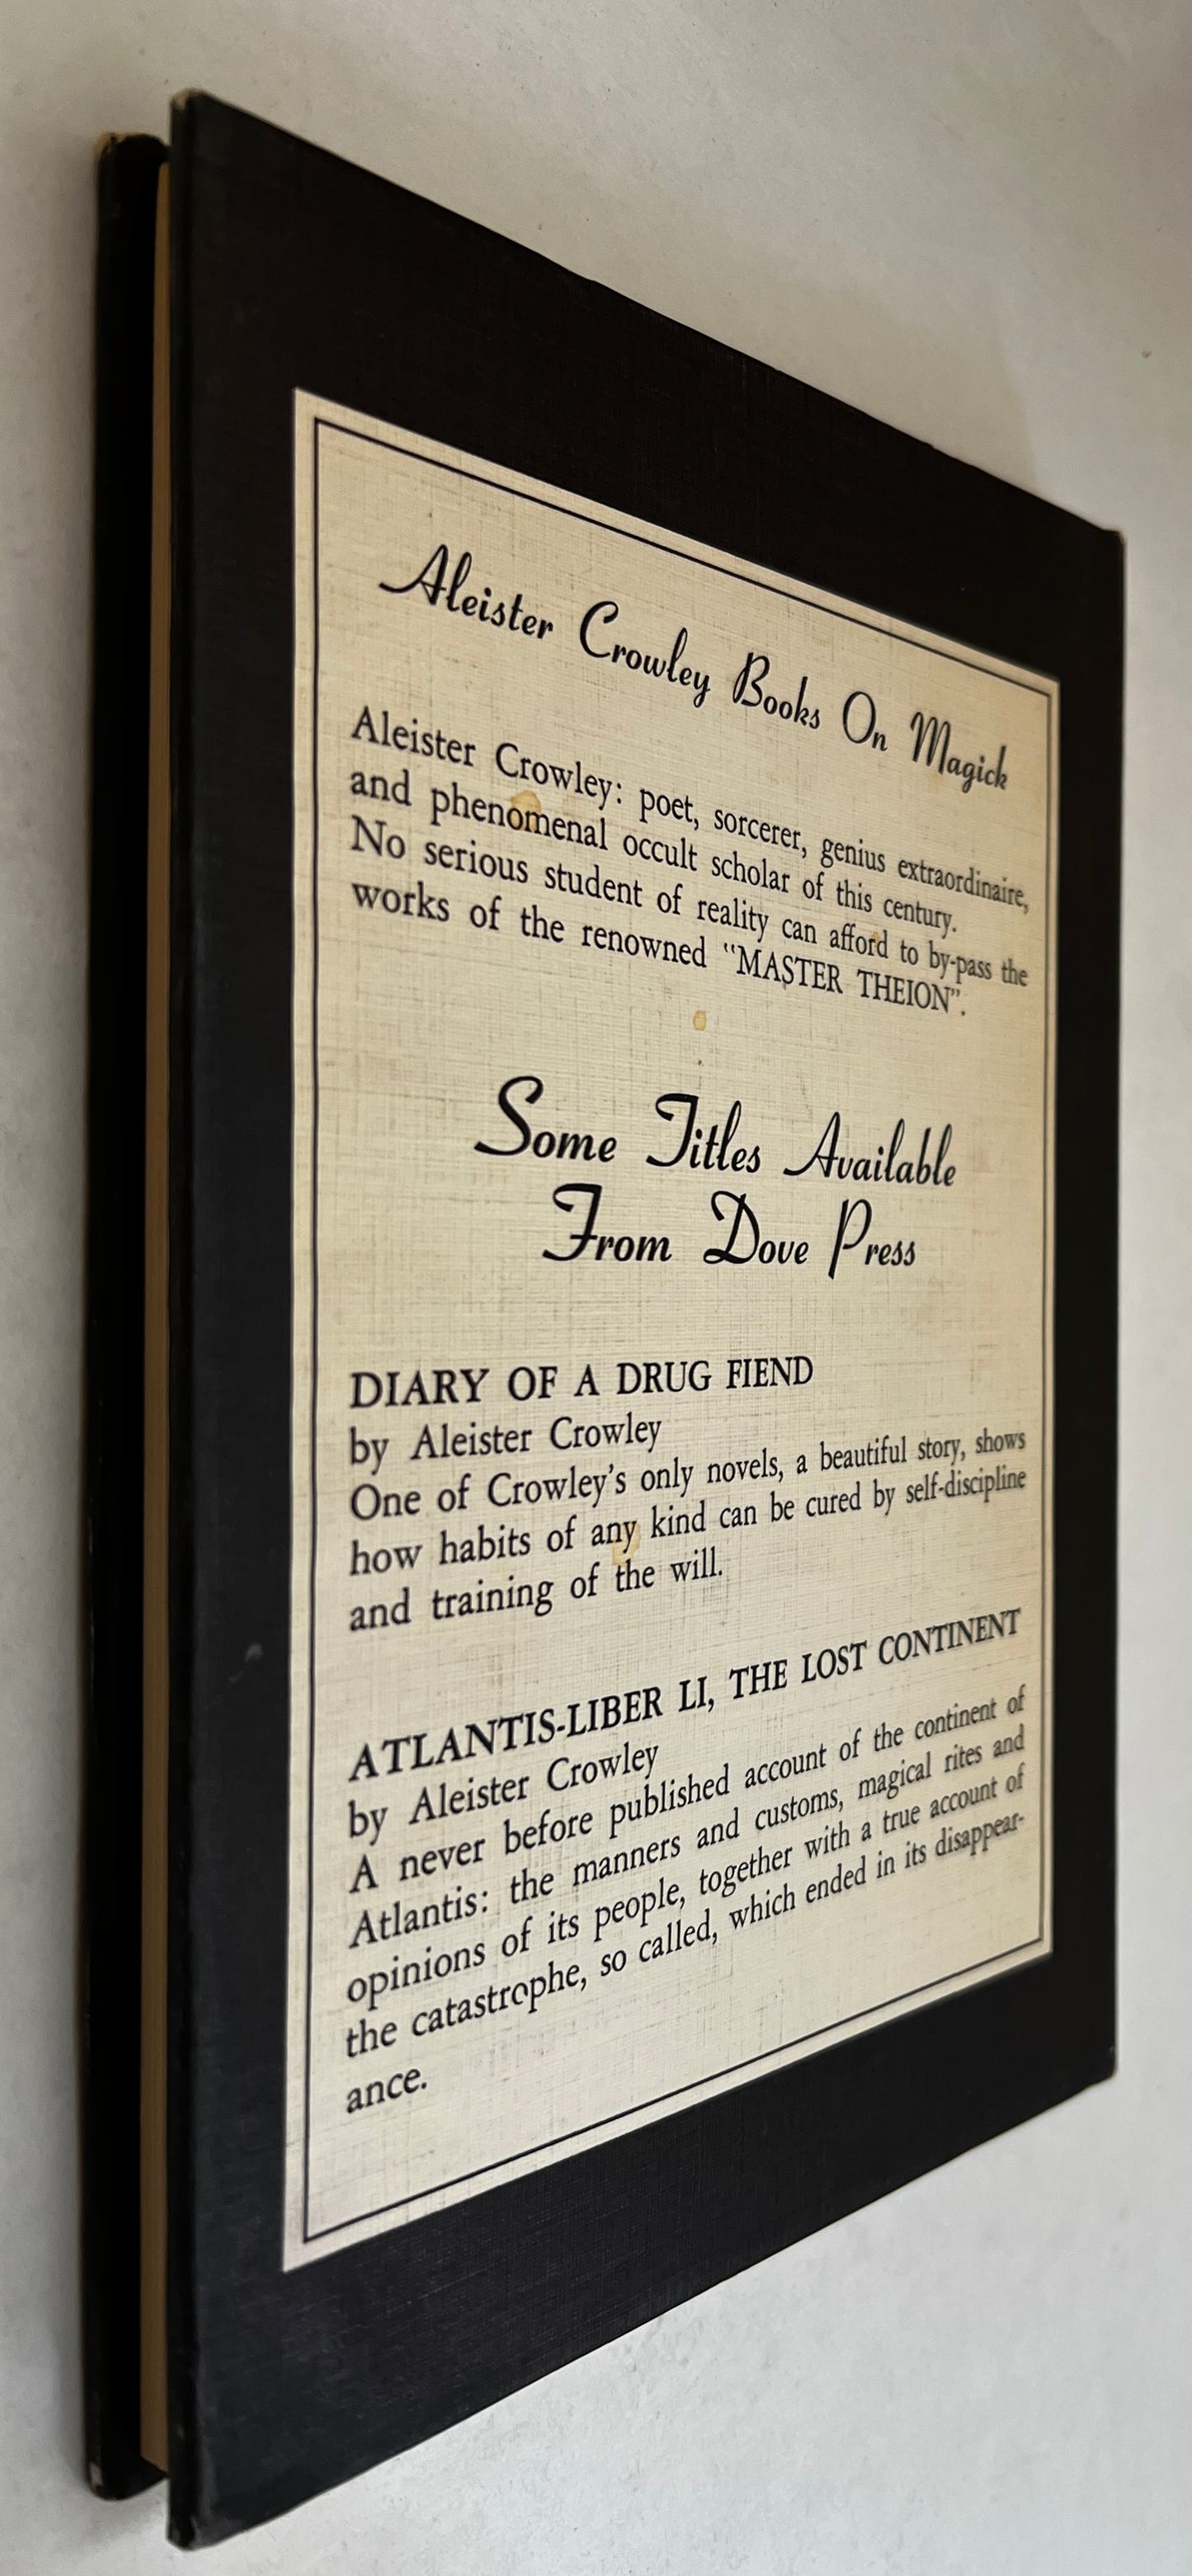 Aleister Crowley Books On Magick
Aleister Crowley: poet, sorcerer, genius extraordinaire,
and phenomenal occult scholar of this century.
No serious student of reality can afford to by-pass the
works of the renowned "MASTER THEION".
Some Titles Available
From Dove Press
DIARY OF A DRUG FIEND
by Aleister Crowley
One of Crowley's only novels, a beautiful story, shows
how habits of any kind can be cured by self-discipline
and training of the will.
ATLANTIS-LIBER LI, THE LOST CONTINENT
by Aleister Crowley
A never before published account of the continent of
Atlantis: the manners and customs, magical rites and
opinions of its people, together with a true account of
the catastrophe, so called, which ended in its disappear-
ance.